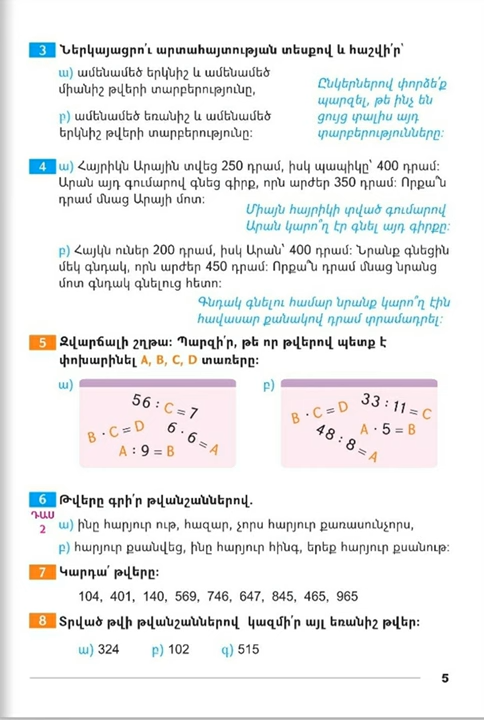 3 Ներկայացրո՛ւ արտահայտության տեսքով և հաշվի՛ր՝
ա) ամենամեծ երկնիշ և ամենամեծ
միանիշ թվերի տարբերությունը,
բ) ամենամեծ եռանիշ և ամենամեծ
երկնիշ թվերի տարբերությունը:
Ընկերներով փորձե՛ք
պարզել, թե ինչ են
ցույց տալիս այդ
տարբերությունները:
4 ա) Հայրիկն Արային տվեց 250 դրամ, իսկ պապիկը՝ 400 դրամ:
Արան այդ գումարով գնեց գիրք, որն արժեր 350 դրամ: Որքա՞ն
դրամ մնաց Արայի մոտ:
Միայն հայրիկի տված գումարով
Արան կարո՞ղ էր գնել այդ գիրքը:
բ) Հայկն ուներ 200 դրամ, իսկ Արան՝ 400 դրամ: Նրանք գնեցին
մեկ գնդակ, որն արժեր 450 դրամ: Որքա՞ն դրամ մնաց նրանց
մոտ գնդակ գնելուց հետո:
Գնդակ գնելու համար նրանք կարո՞ղ էին
հավասար քանակով դրամ տրամադրել:
5 Զվարճալի շղթա: Պարզի՛ր, թե որ թվերով պետք է
փոխարինել A, B, C, D տառերը:
ա)
56 : C = 7
B · C = D
6 · 6 = A
A : 9 = B
բ)
33 : 11 = C
B · C = D
A · 5 = B
48 : 8 = A
6 Թվերը գրի՛ր թվանշաններով.
ԴԱՍ
2
ա) ինը հարյուր ութ, հազար, չորս հարյուր քառասունչորս,
բ) հարյուր քսանվեց, ինը հարյուր հինգ, երեք հարյուր քսանութ:
7 Կարդա՛ թվերը:
104, 401, 140, 569, 746, 647, 845, 465, 965
8 Տրված թվի թվանշաններով կազմի՛ր այլ եռանիշ թվեր:
ա) 324 բ) 102 գ) 515
5